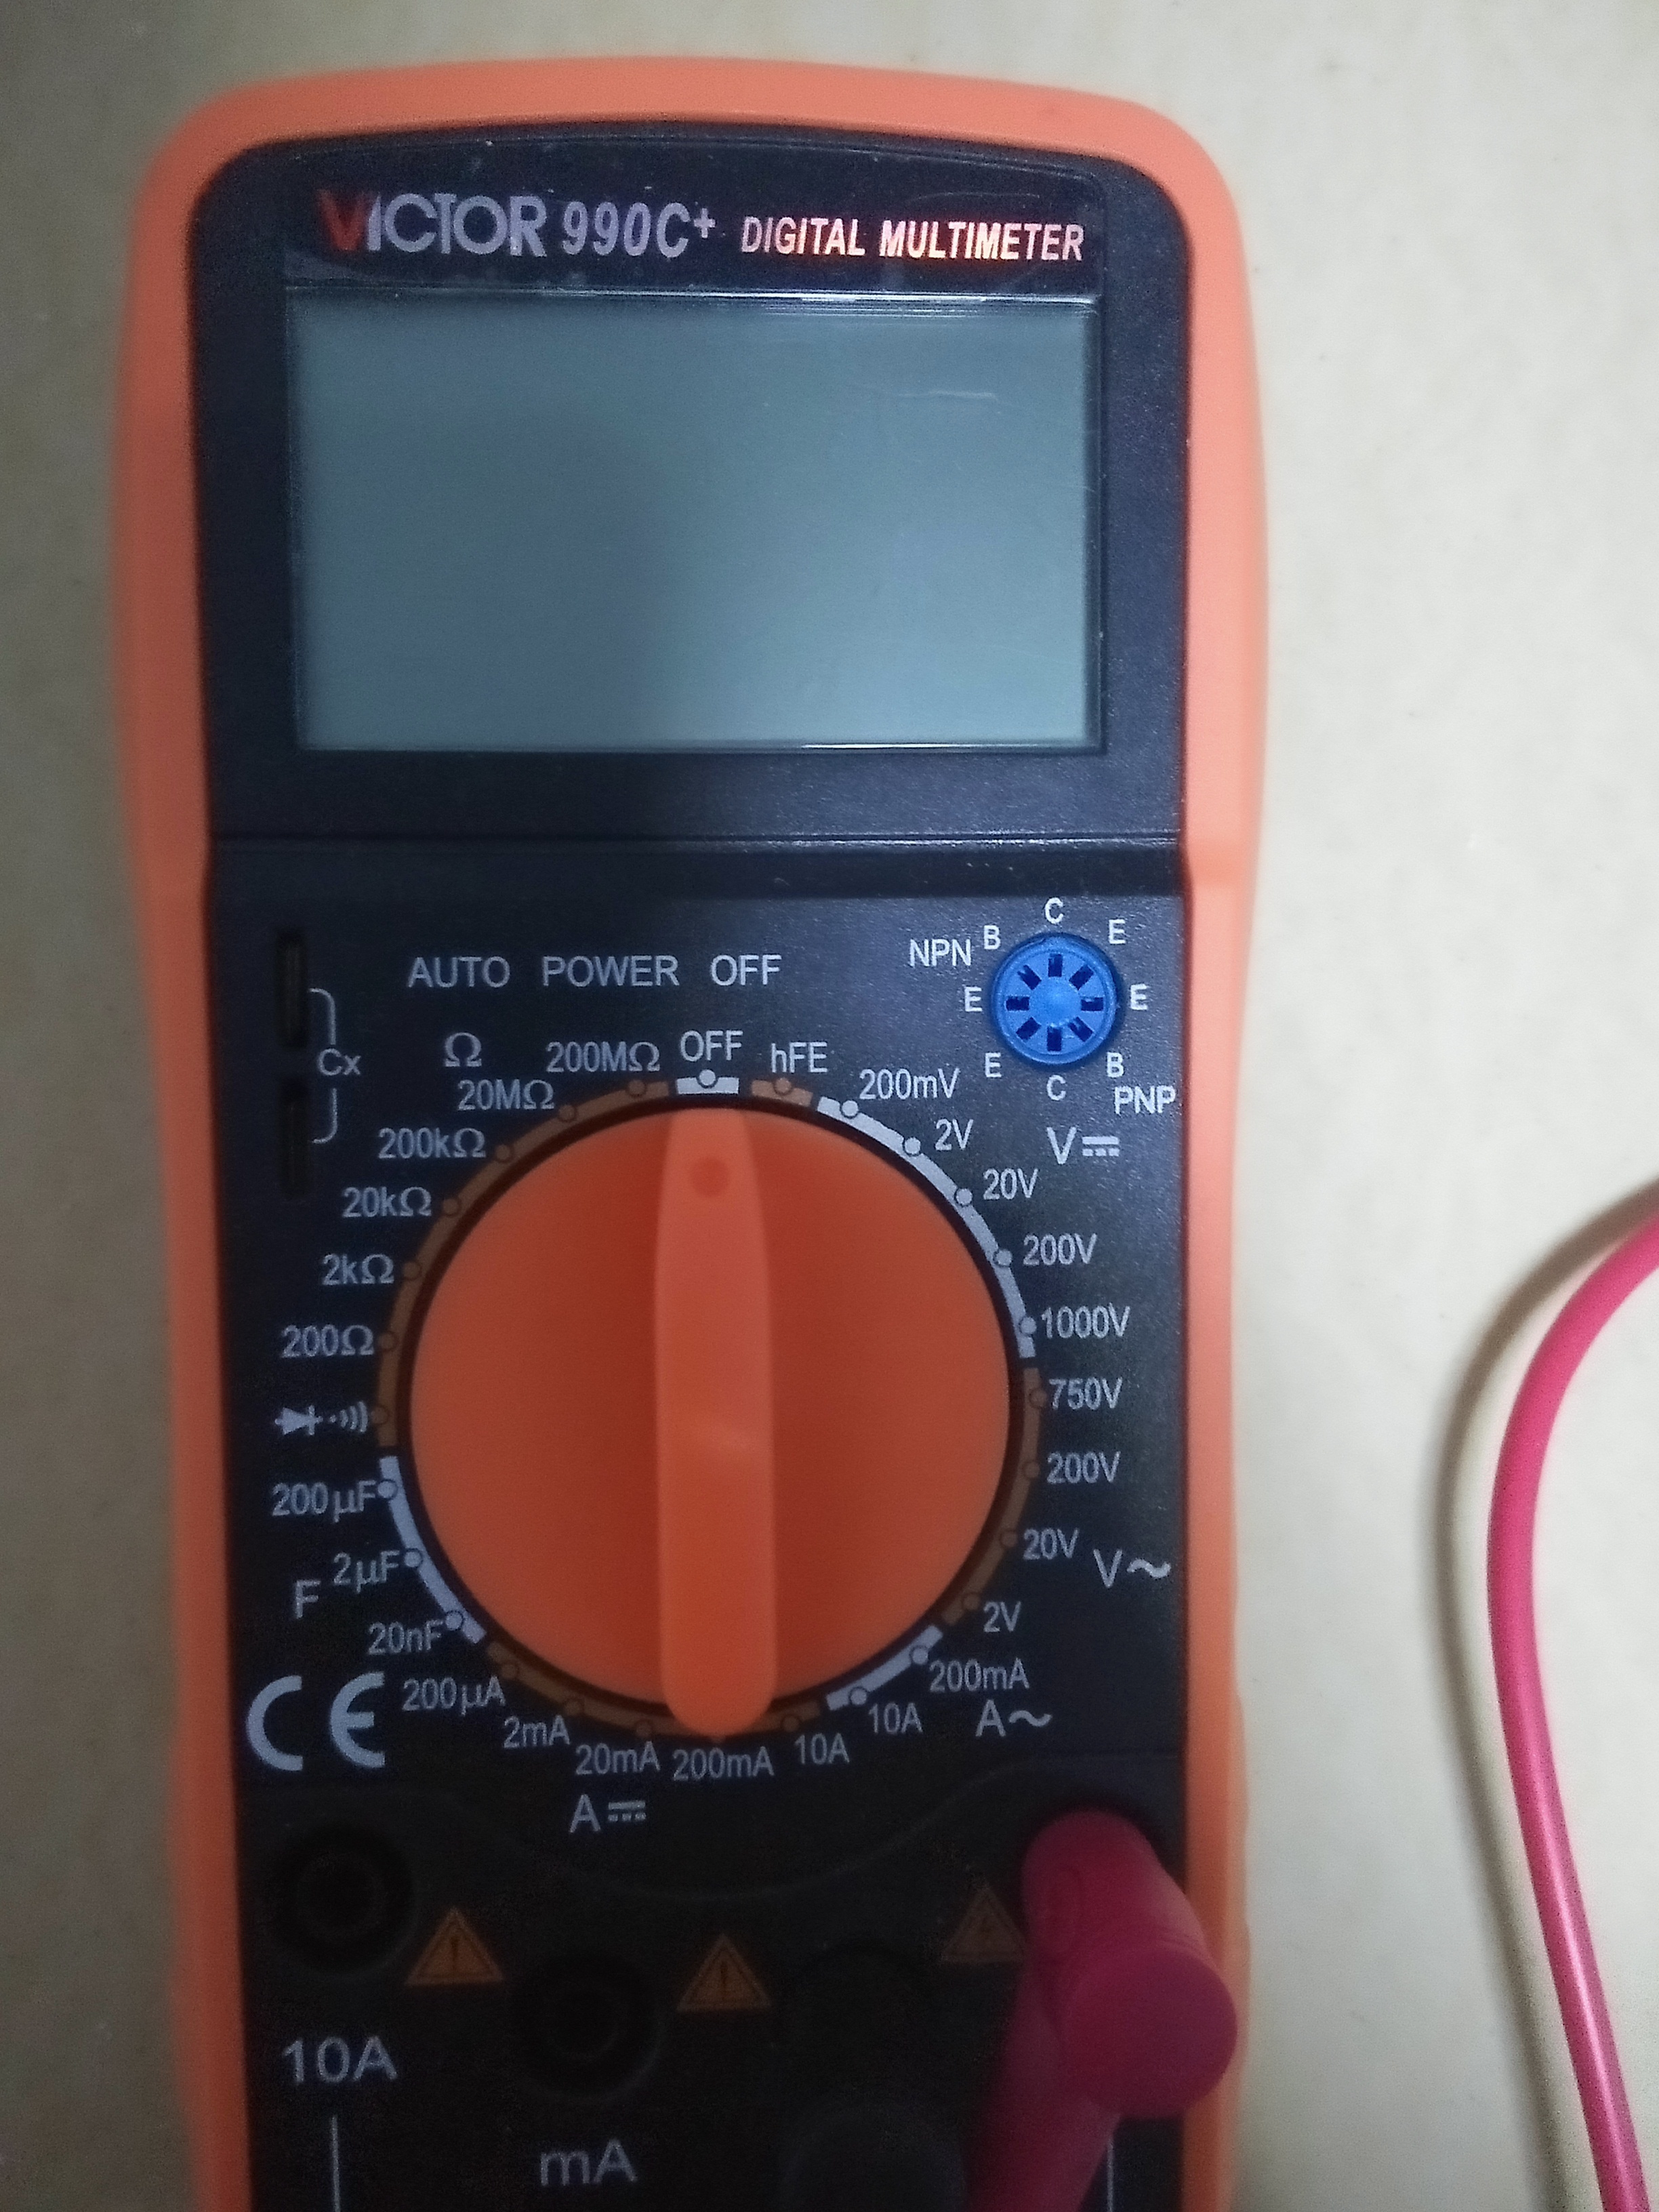 VICTOR 990C+ DIGITAL MULTIMETER
AUTO POWER OFF
NPN B C E
E E
E C B
PNP
Cx
Ω 200MΩ OFF hFE
20MΩ 200mV
200kΩ 2V V⎓
20kΩ 20V
2kΩ 200V
200Ω 1000V
750V
200μF 200V
F 2μF 20V V~
20nF 2V
CE 200μA 200mA
2mA 10A A~
20mA 200mA 10A
A⎓
10A
mA